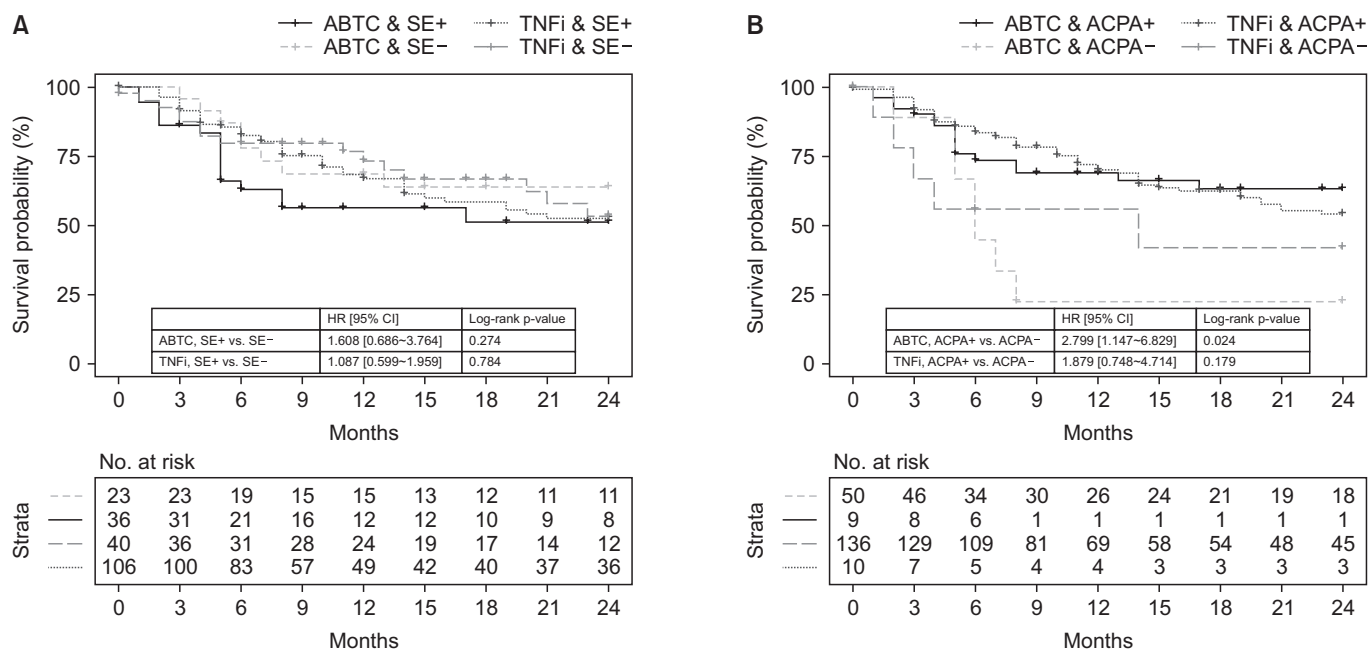 A
ABTC & SE+
TNFi & SE+
ABTC & SE−
TNFi & SE−
Survival probability (%)
100
75
50
25
0
HR [95% CI] Log-rank p-value
ABTC, SE+ vs. SE− 1.608 [0.686~3.764] 0.274
TNFi, SE+ vs. SE− 1.087 [0.599~1.959] 0.784
0 3 6 9 12 15 18 21 24
Months
No. at risk
Strata
23 23 19 15 15 13 12 11 11
36 31 21 16 12 12 10 9 8
40 36 31 28 24 19 17 14 12
106 100 83 57 49 42 40 37 36
0 3 6 9 12 15 18 21 24
Months
B
ABTC & ACPA+
TNFi & ACPA+
ABTC & ACPA−
TNFi & ACPA−
Survival probability (%)
100
75
50
25
0
HR [95% CI] Log-rank p-value
ABTC, ACPA+ vs. ACPA− 2.799 [1.147~6.829] 0.024
TNFi, ACPA+ vs. ACPA− 1.879 [0.748~4.714] 0.179
0 3 6 9 12 15 18 21 24
Months
No. at risk
Strata
50 46 34 30 26 24 21 19 18
9 8 6 1 1 1 1 1 1
136 129 109 81 69 58 54 48 45
10 7 5 4 4 3 3 3 3
0 3 6 9 12 15 18 21 24
Months